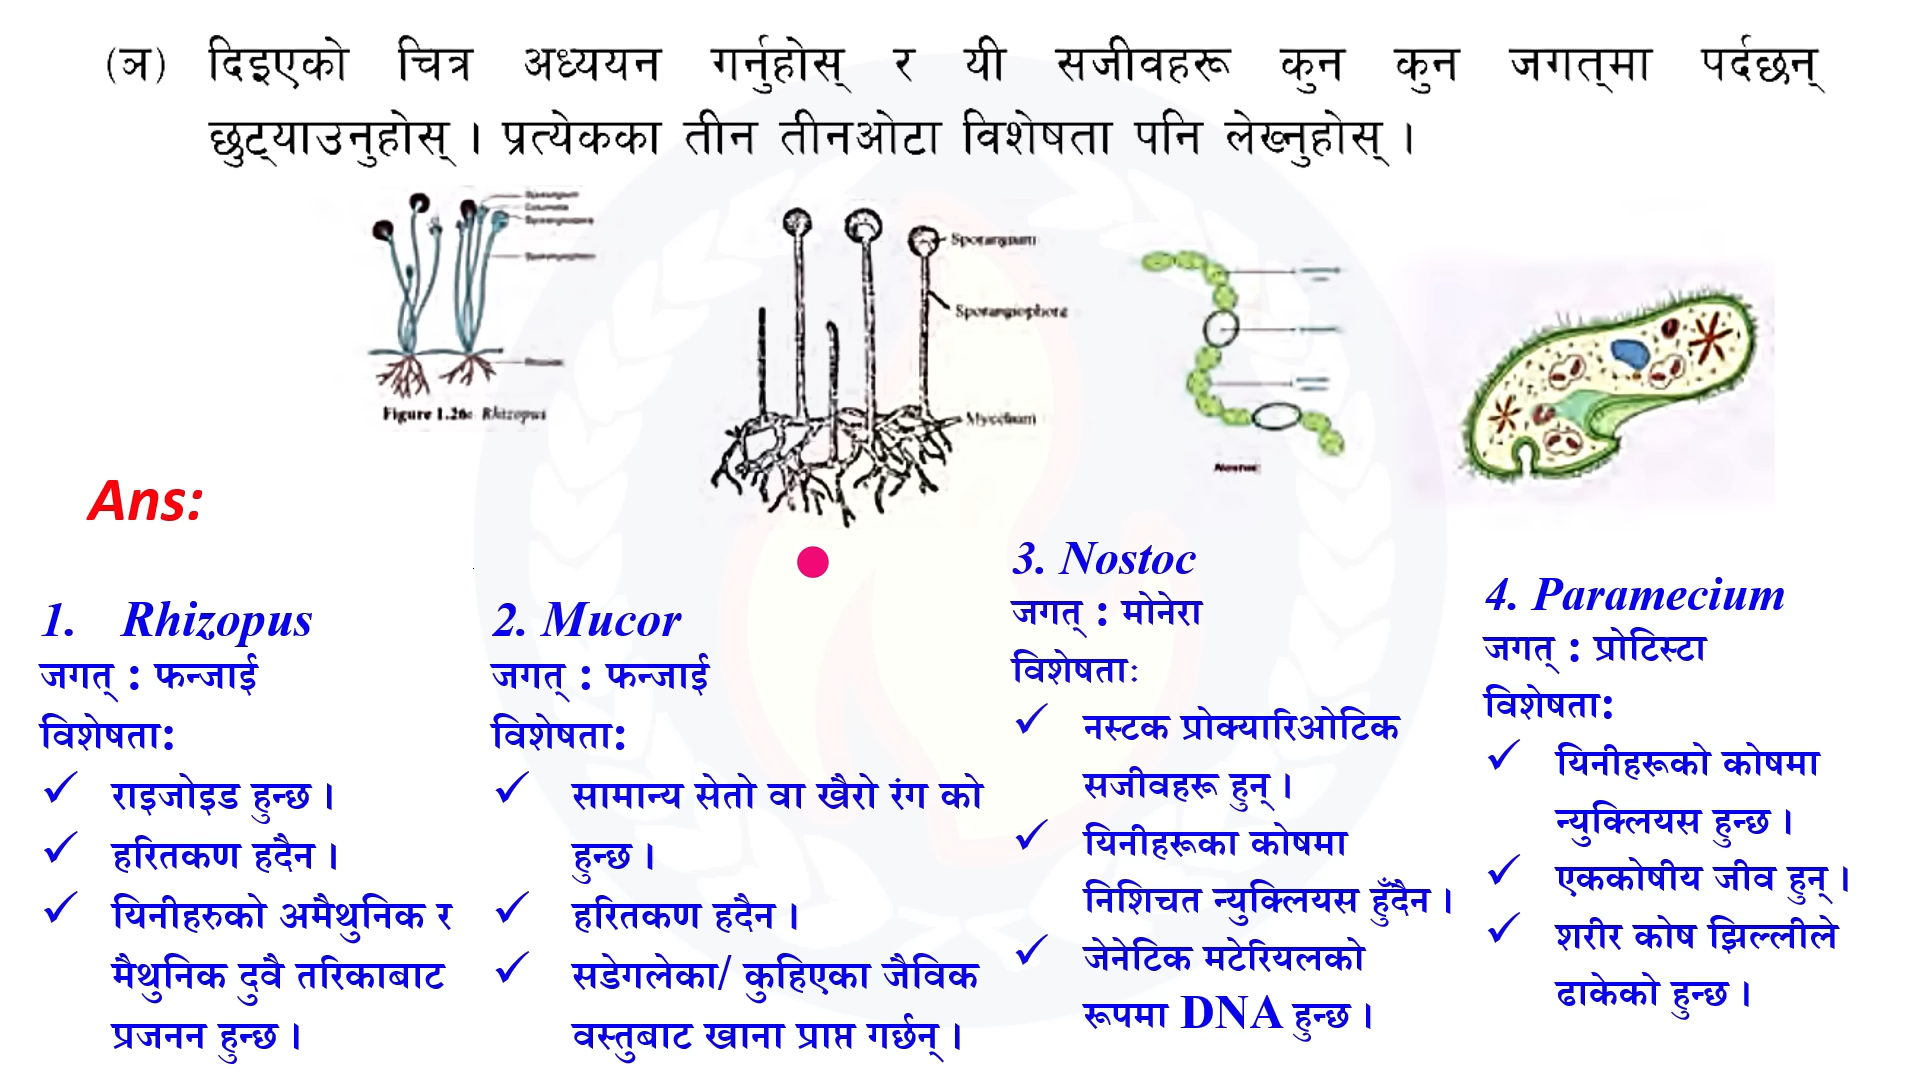 (ञ) दिइएको चित्र अध्ययन गर्नुहोस् र यी सजीवहरू कुन कुन जगत्‌मा पर्दछन्
छुट्याउनुहोस् । प्रत्येकका तीन तीनओटा विशेषता पनि लेख्नुहोस् ।
Figure 1.26: Rhizopus
Sporangium
Sporangiophore
Mycelium
Nostoc
Ans:
1. Rhizopus
जगत् : फन्जाई
विशेषता:
✓ राइजोइड हुन्छ ।
✓ हरितकण हदैन ।
✓ यिनीहरुको अमैथुनिक र
मैथुनिक दुवै तरिकाबाट
प्रजनन हुन्छ ।
2. Mucor
जगत् : फन्जाई
विशेषता:
✓ सामान्य सेतो वा खैरो रंग को
हुन्छ ।
✓ हरितकण हदैन ।
✓ सडेगलेका/ कुहिएका जैविक
वस्तुबाट खाना प्राप्त गर्छन् ।
3. Nostoc
जगत् : मोनेरा
विशेषताः
✓ नस्टक प्रोक्यारिओटिक
सजीवहरू हुन् ।
✓ यिनीहरूका कोषमा
निशिचत न्युक्लियस हुँदैन ।
✓ जेनेटिक मटेरियलको
रूपमा DNA हुन्छ ।
4. Paramecium
जगत् : प्रोटिस्टा
विशेषता:
✓ यिनीहरूको कोषमा
न्युक्लियस हुन्छ ।
✓ एककोषीय जीव हुन् ।
✓ शरीर कोष झिल्लीले
ढाकेको हुन्छ ।